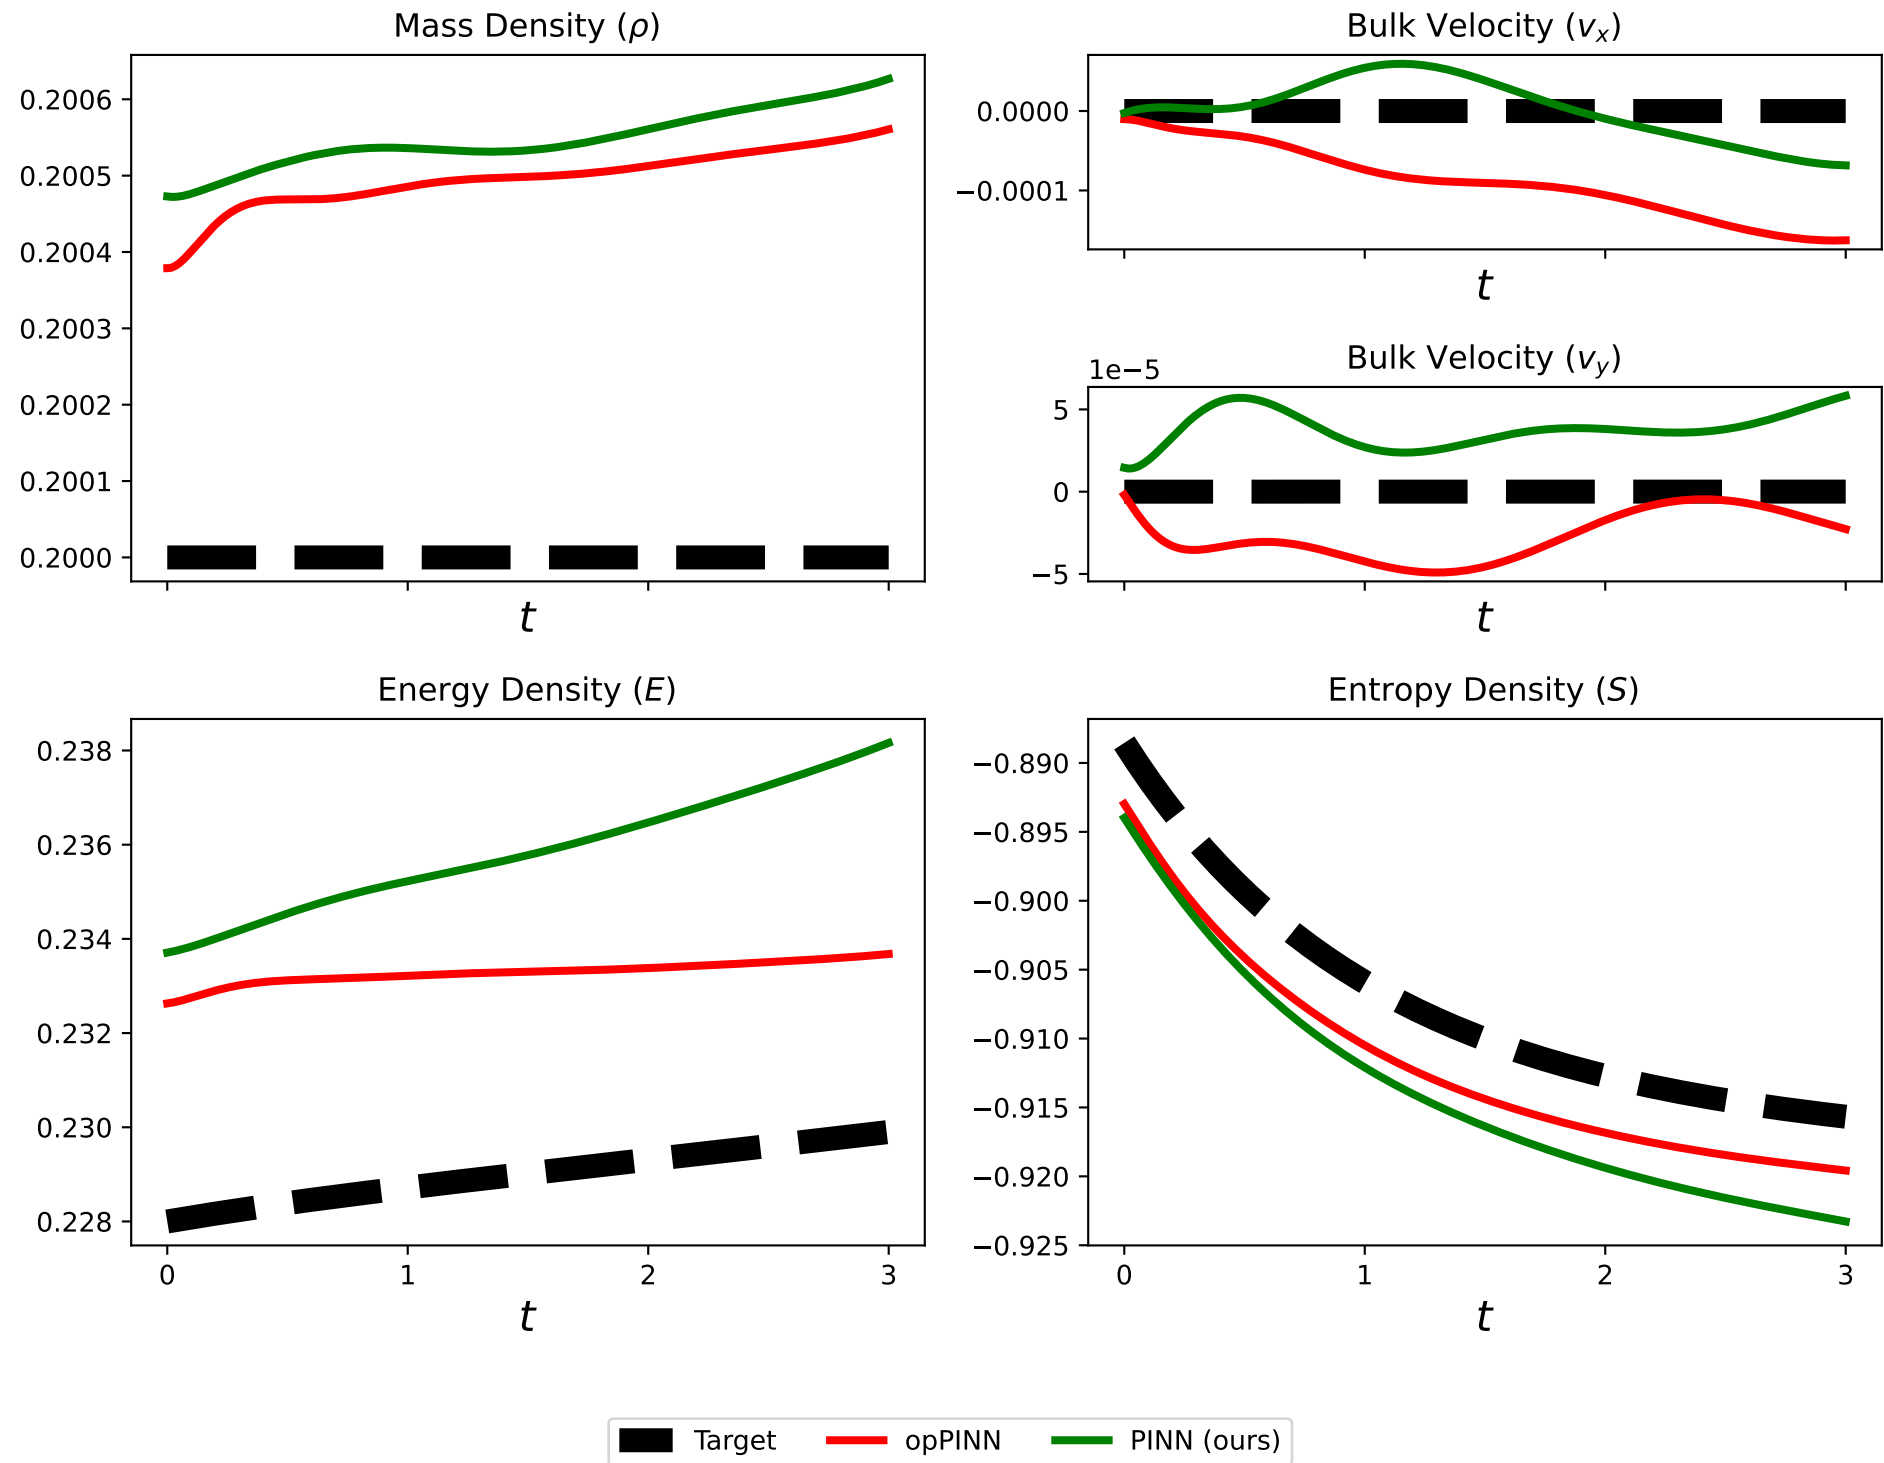 Mass Density (ρ)
0.2006
0.2005
0.2004
0.2003
0.2002
0.2001
0.2000
t
Bulk Velocity (vₓ)
0.0000
−0.0001
t
Bulk Velocity (v_y)
1e−5
5
0
−5
t
Energy Density (E)
0.238
0.236
0.234
0.232
0.230
0.228
0 1 2 3
t
Entropy Density (S)
−0.890
−0.895
−0.900
−0.905
−0.910
−0.915
−0.920
−0.925
0 1 2 3
t
Target opPINN PINN (ours)